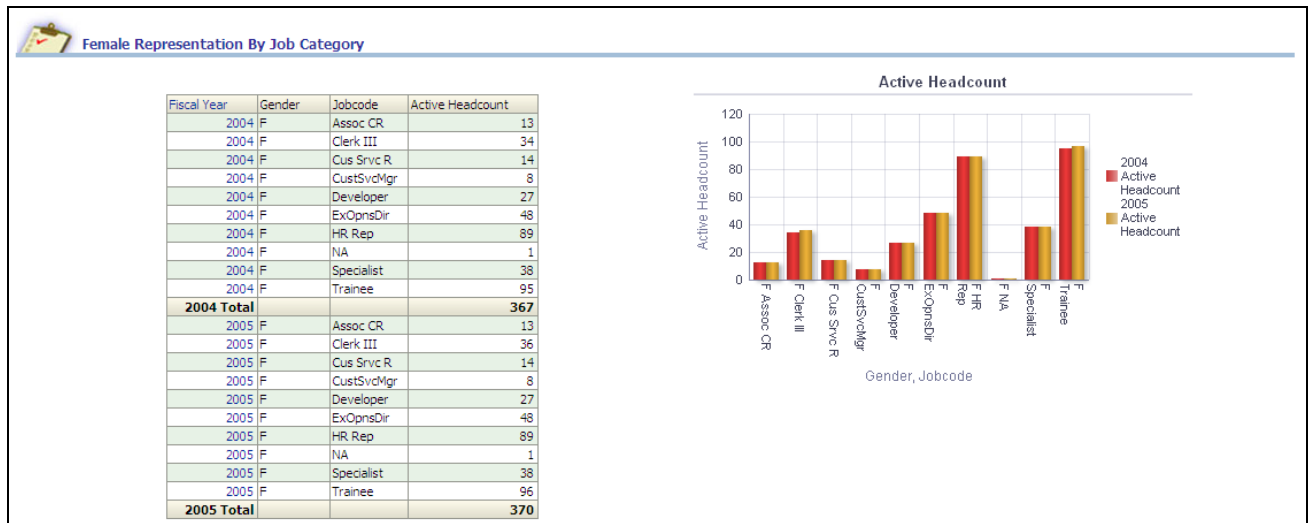 Female Representation By Job Category
Fiscal Year Gender Jobcode Active Headcount
2004 F Assoc CR 13
2004 F Clerk III 34
2004 F Cus Srvc R 14
2004 F CustSvcMgr 8
2004 F Developer 27
2004 F ExOpnsDir 48
2004 F HR Rep 89
2004 F NA 1
2004 F Specialist 38
2004 F Trainee 95
2004 Total 367
2005 F Assoc CR 13
2005 F Clerk III 36
2005 F Cus Srvc R 14
2005 F CustSvcMgr 8
2005 F Developer 27
2005 F ExOpnsDir 48
2005 F HR Rep 89
2005 F NA 1
2005 F Specialist 38
2005 F Trainee 96
2005 Total 370
Active Headcount
Active Headcount
120
100
80
60
40
20
0
F Assoc CR
F Clerk III
F Cus Srvc R
F
CustSvcMgr
F
Developer
F
ExOpnsDir
F HR
Rep
F NA
F
Specialist
F
Trainee
Gender, Jobcode
2004
Active
Headcount
2005
Active
Headcount